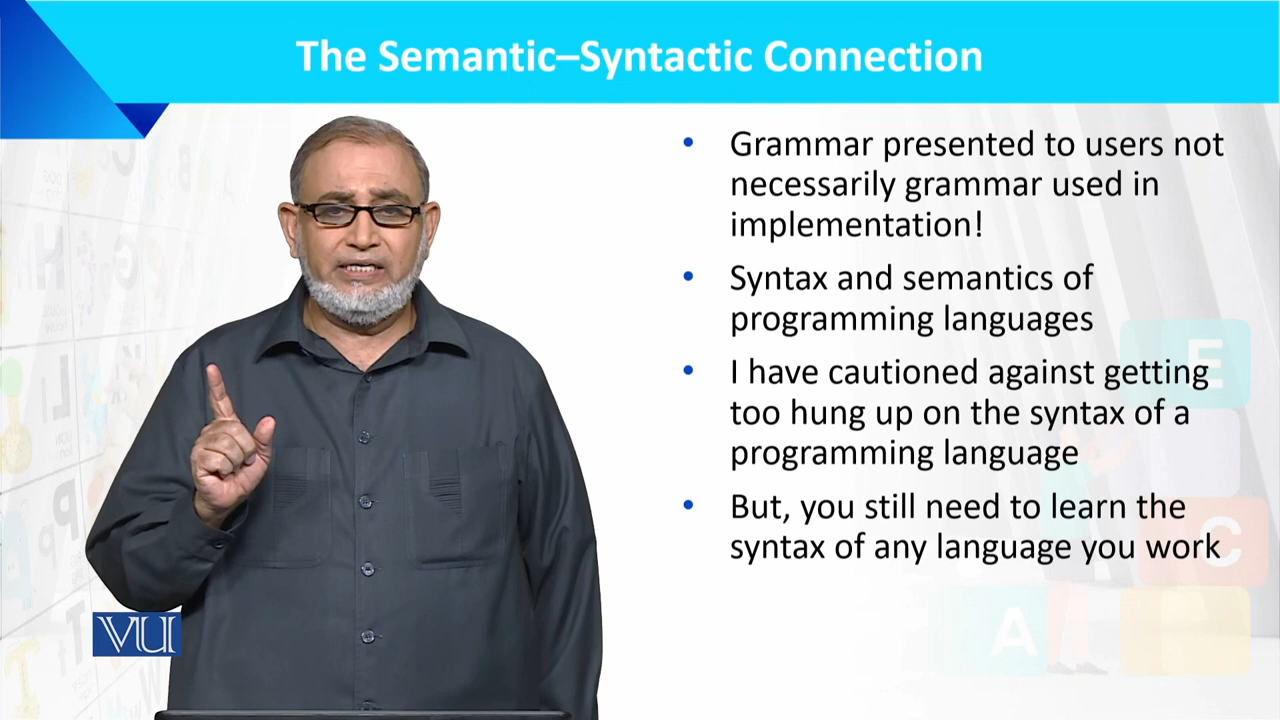 The Semantic–Syntactic Connection
• Grammar presented to users not
necessarily grammar used in
implementation!
• Syntax and semantics of
programming languages
• I have cautioned against getting
too hung up on the syntax of a
programming language
• But, you still need to learn the
syntax of any language you work
VU
E
C
A